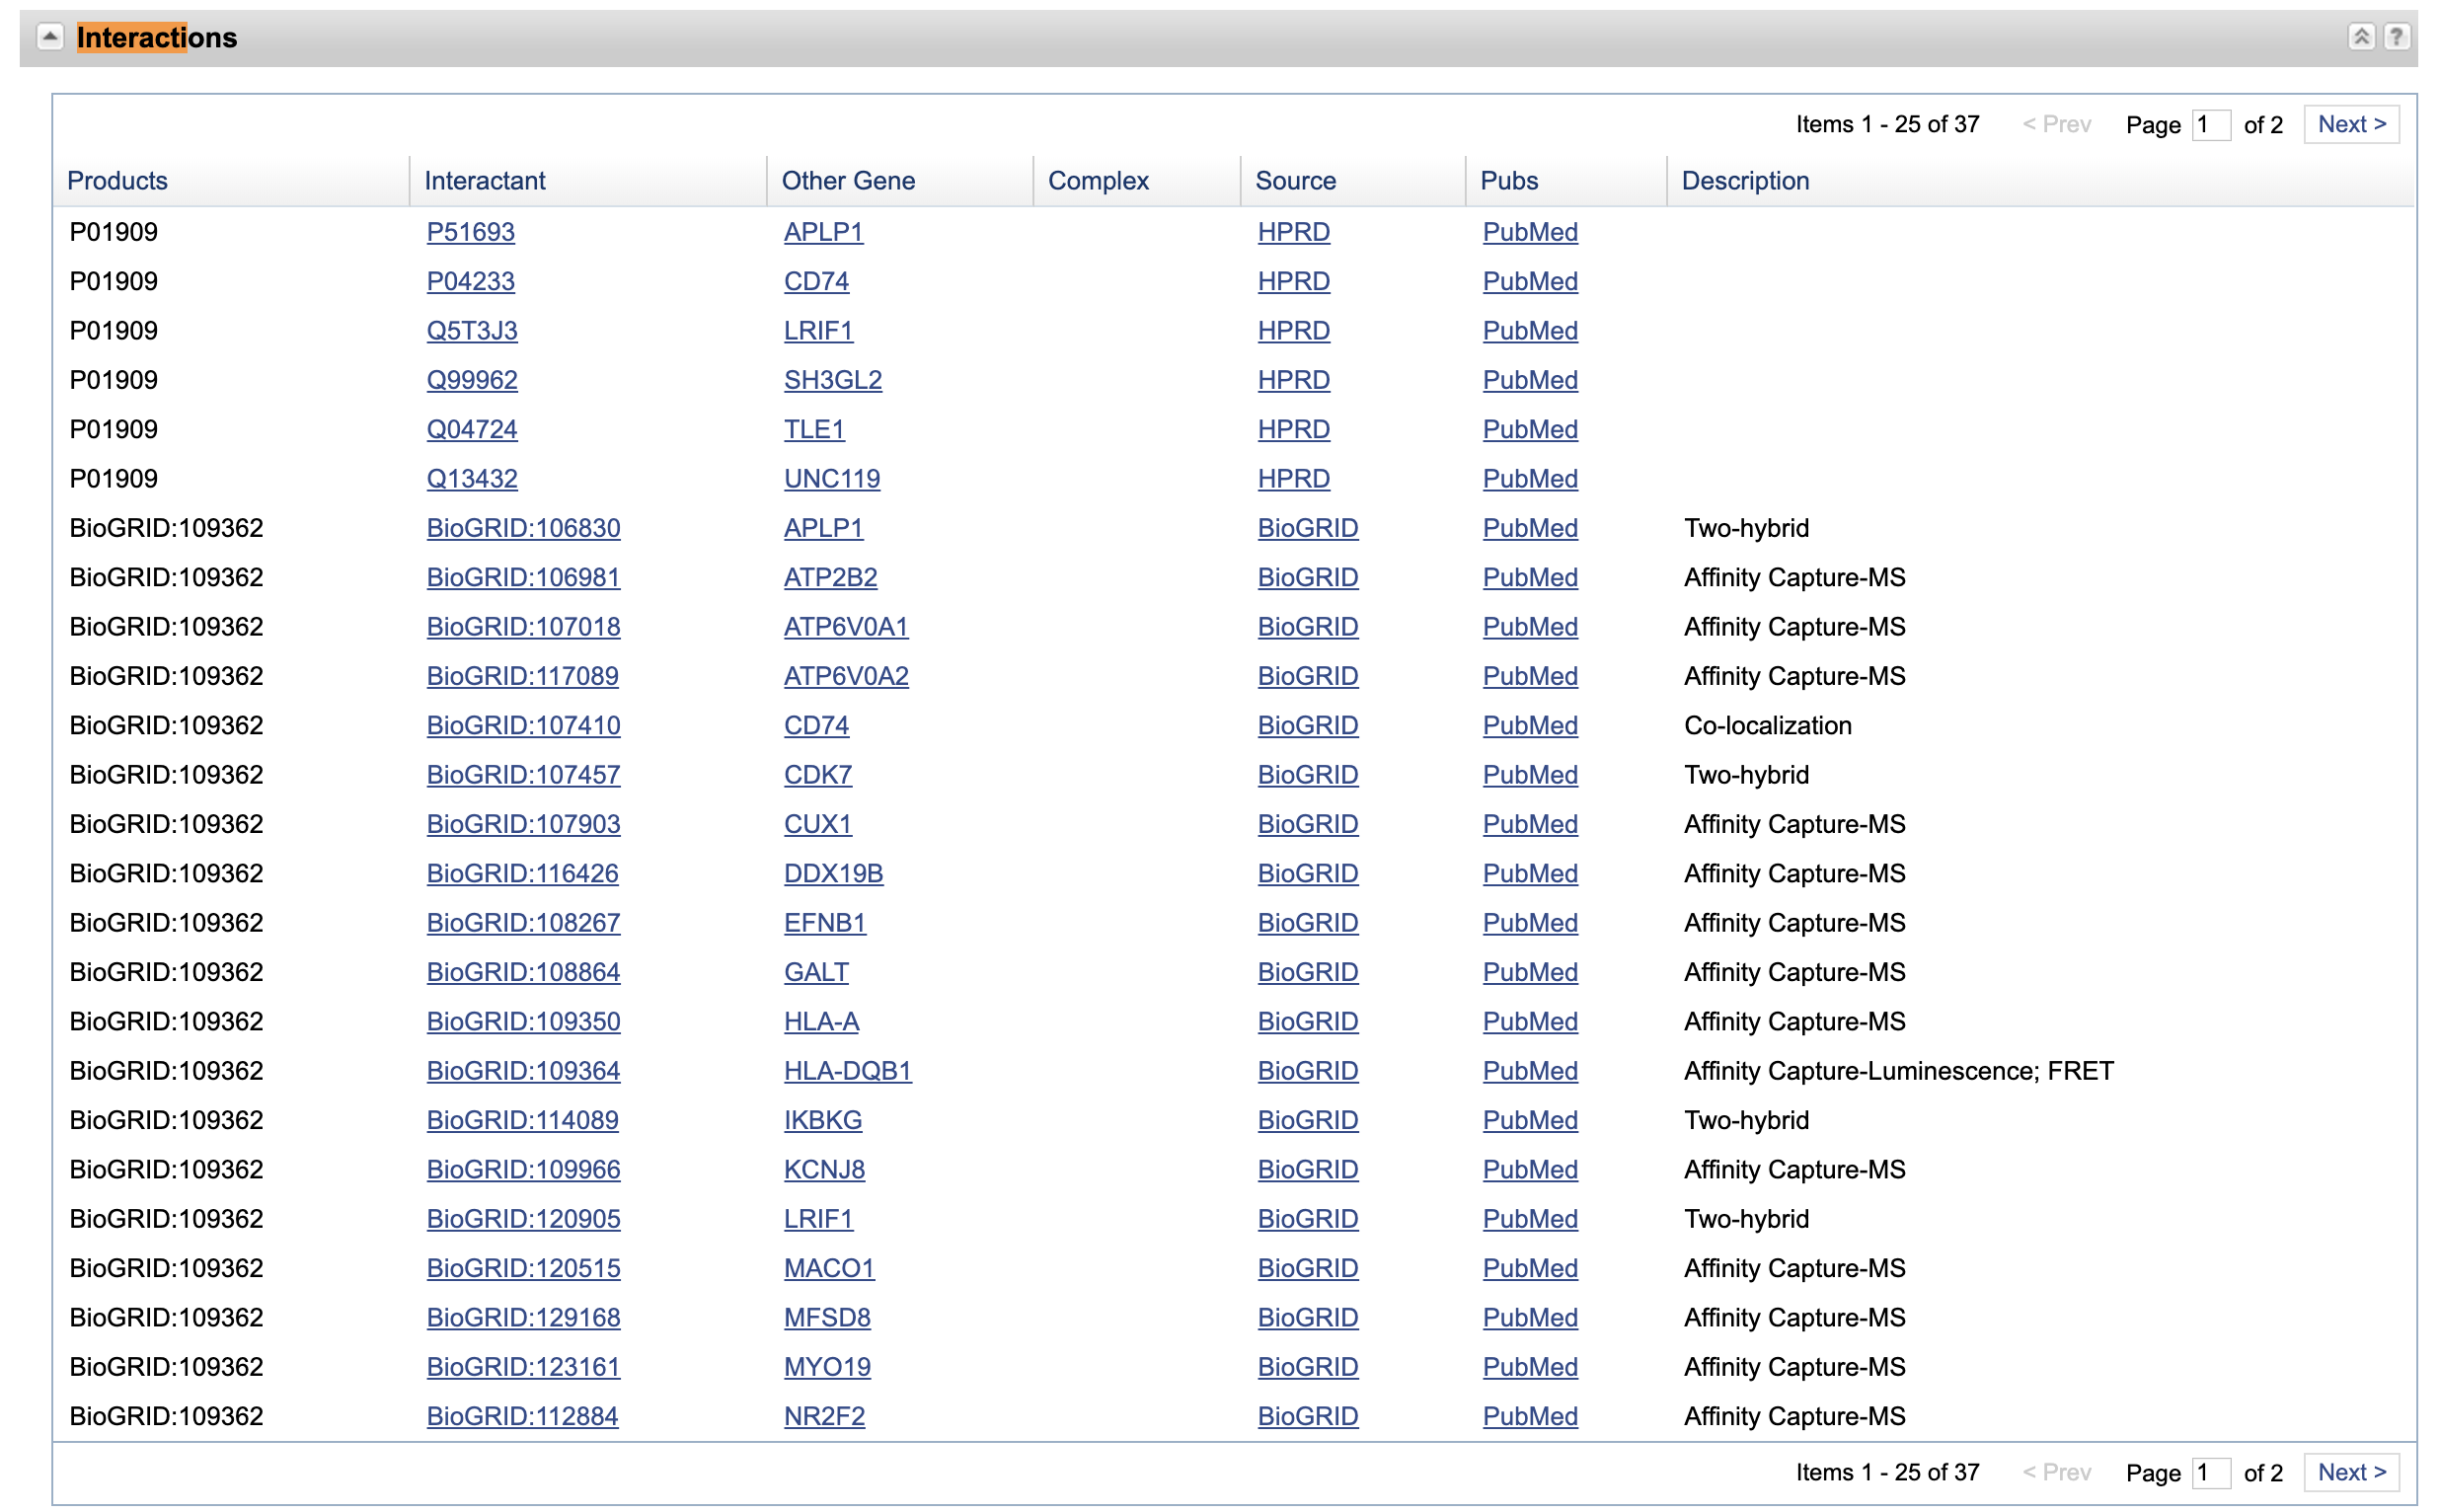 Interactions
?
Items 1 - 25 of 37 < Prev Page 1 of 2 Next >
Products Interactant Other Gene Complex Source Pubs Description
P01909 P51693 APLP1 HPRD PubMed
P01909 P04233 CD74 HPRD PubMed
P01909 Q5T3J3 LRIF1 HPRD PubMed
P01909 Q99962 SH3GL2 HPRD PubMed
P01909 Q04724 TLE1 HPRD PubMed
P01909 Q13432 UNC119 HPRD PubMed
BioGRID:109362 BioGRID:106830 APLP1 BioGRID PubMed Two-hybrid
BioGRID:109362 BioGRID:106981 ATP2B2 BioGRID PubMed Affinity Capture-MS
BioGRID:109362 BioGRID:107018 ATP6V0A1 BioGRID PubMed Affinity Capture-MS
BioGRID:109362 BioGRID:117089 ATP6V0A2 BioGRID PubMed Affinity Capture-MS
BioGRID:109362 BioGRID:107410 CD74 BioGRID PubMed Co-localization
BioGRID:109362 BioGRID:107457 CDK7 BioGRID PubMed Two-hybrid
BioGRID:109362 BioGRID:107903 CUX1 BioGRID PubMed Affinity Capture-MS
BioGRID:109362 BioGRID:116426 DDX19B BioGRID PubMed Affinity Capture-MS
BioGRID:109362 BioGRID:108267 EFNB1 BioGRID PubMed Affinity Capture-MS
BioGRID:109362 BioGRID:108864 GALT BioGRID PubMed Affinity Capture-MS
BioGRID:109362 BioGRID:109350 HLA-A BioGRID PubMed Affinity Capture-MS
BioGRID:109362 BioGRID:109364 HLA-DQB1 BioGRID PubMed Affinity Capture-Luminescence; FRET
BioGRID:109362 BioGRID:114089 IKBKG BioGRID PubMed Two-hybrid
BioGRID:109362 BioGRID:109966 KCNJ8 BioGRID PubMed Affinity Capture-MS
BioGRID:109362 BioGRID:120905 LRIF1 BioGRID PubMed Two-hybrid
BioGRID:109362 BioGRID:120515 MACO1 BioGRID PubMed Affinity Capture-MS
BioGRID:109362 BioGRID:129168 MFSD8 BioGRID PubMed Affinity Capture-MS
BioGRID:109362 BioGRID:123161 MYO19 BioGRID PubMed Affinity Capture-MS
BioGRID:109362 BioGRID:112884 NR2F2 BioGRID PubMed Affinity Capture-MS
Items 1 - 25 of 37 < Prev Page 1 of 2 Next >